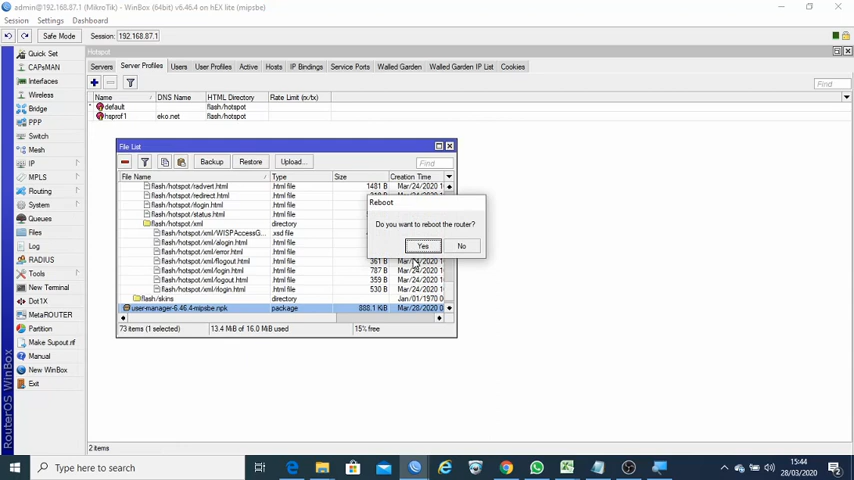 admin@192.168.87.1 (MikroTik) - WinBox (64bit) v6.46.4 on hEX lite (mipsbe)
Session Settings Dashboard
Safe Mode Session: 192.168.87.1
Quick Set
CAPsMAN
Interfaces
Wireless
Bridge
PPP
Switch
Mesh
IP
MPLS
Routing
System
Queues
Files
Log
RADIUS
Tools
New Terminal
Dot1X
MetaROUTER
Partition
Make Supout.rif
Manual
New WinBox
Exit
RouterOS WinBox
Hotspot
Servers Server Profiles Users User Profiles Active Hosts IP Bindings Service Ports Walled Garden Walled Garden IP List Cookies
Find
Name DNS Name HTML Directory Rate Limit (rx/tx)
* default flash/hotspot
hsprof1 eko.net flash/hotspot
2 items
File List
Backup Restore Upload... Find
File Name Type Size Creation Time
flash/hotspot/radvert.html .html file 1481 B Mar/24/2020 1
flash/hotspot/redirect.html .html file
flash/hotspot/rlogin.html .html file
flash/hotspot/status.html .html file
flash/hotspot/xml directory
flash/hotspot/xml/WISPAccessG... .xsd file
flash/hotspot/xml/alogin.html .html file
flash/hotspot/xml/error.html .html file
flash/hotspot/xml/flogout.html .html file 361 B Mar/24/2020 1
flash/hotspot/xml/login.html .html file 787 B Mar/24/2020 1
flash/hotspot/xml/logout.html .html file 359 B Mar/24/2020 1
flash/hotspot/xml/rlogin.html .html file 530 B Mar/24/2020 1
flash/skins directory Jan/01/1970 0
user-manager-6.46.4-mipsbe.npk package 888.1 KiB Mar/28/2020 0
73 items (1 selected) 13.4 MiB of 16.0 MiB used 15% free
Reboot
Do you want to reboot the router?
Yes No
Type here to search
15:44
28/03/2020